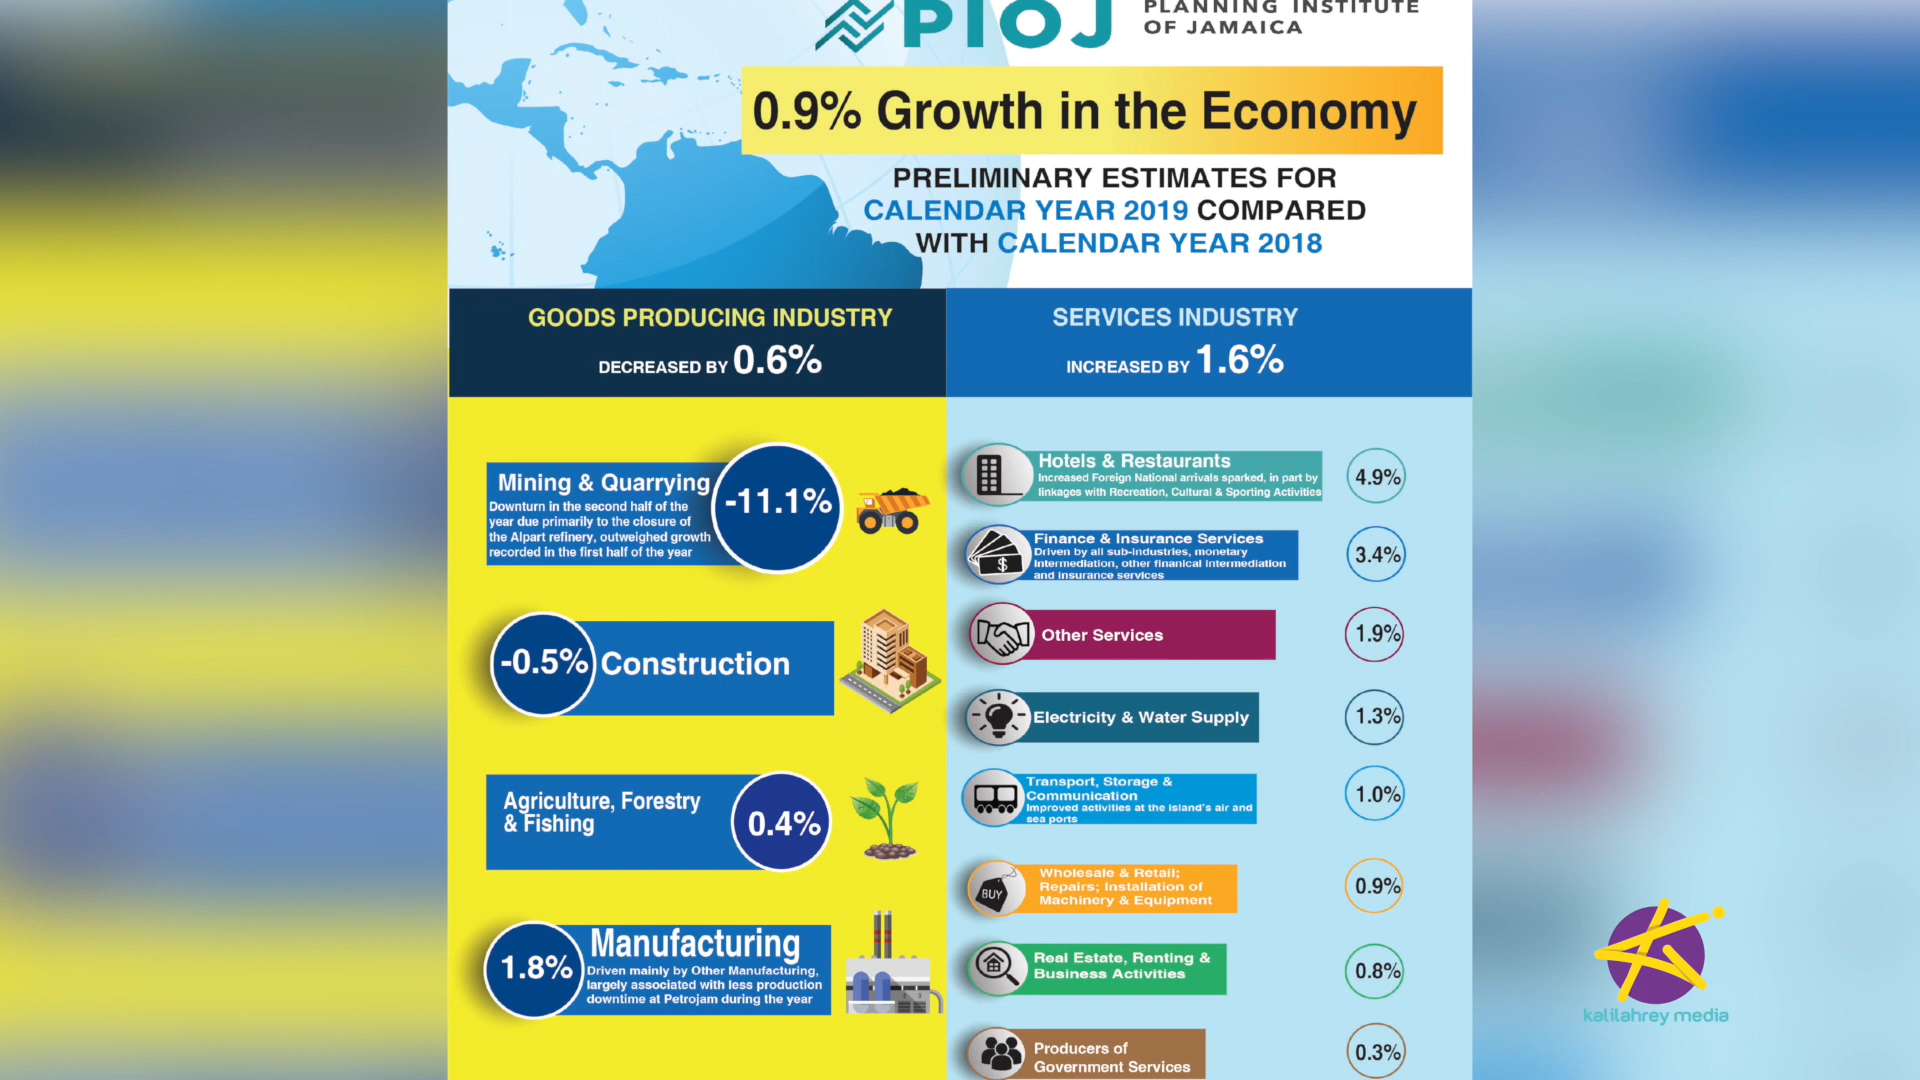 PIOJ
PLANNING INSTITUTE
OF JAMAICA
0.9% Growth in the Economy
PRELIMINARY ESTIMATES FOR
CALENDAR YEAR 2019 COMPARED
WITH CALENDAR YEAR 2018
GOODS PRODUCING INDUSTRY
DECREASED BY 0.6%
Mining & Quarrying
Downturn in the second half of the
year due primarily to the closure of
the Alpart refinery, outweighed growth
recorded in the first half of the year
-11.1%
-0.5%
Construction
Agriculture, Forestry
& Fishing
0.4%
1.8%
Manufacturing
Driven mainly by Other Manufacturing,
largely associated with less production
downtime at Petrojam during the year
SERVICES INDUSTRY
INCREASED BY 1.6%
Hotels & Restaurants
Increased Foreign National arrivals sparked, in part by
linkages with Recreation, Cultural & Sporting Activities
4.9%
$
Finance & Insurance Services
Driven by all sub-industries, monetary
intermediation, other finanical intermediation
and insurance services
3.4%
Other Services
1.9%
Electricity & Water Supply
1.3%
Transport, Storage &
Communication
Improved activities at the island's air and
sea ports
1.0%
BUY
Wholesale & Retail;
Repairs; Installation of
Machinery & Equipment
0.9%
Real Estate, Renting &
Business Activities
0.8%
Producers of
Government Services
0.3%
kalilahrey media